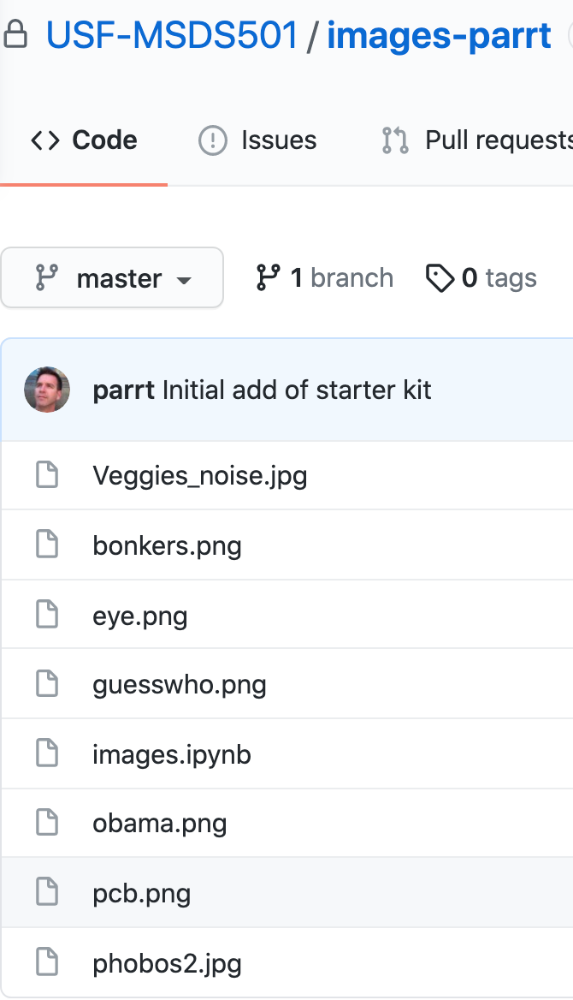 USF-MSDS501 / images-parrt
Code Issues Pull requests
master 1 branch 0 tags
parrt Initial add of starter kit
Veggies_noise.jpg
bonkers.png
eye.png
guesswho.png
images.ipynb
obama.png
pcb.png
phobos2.jpg